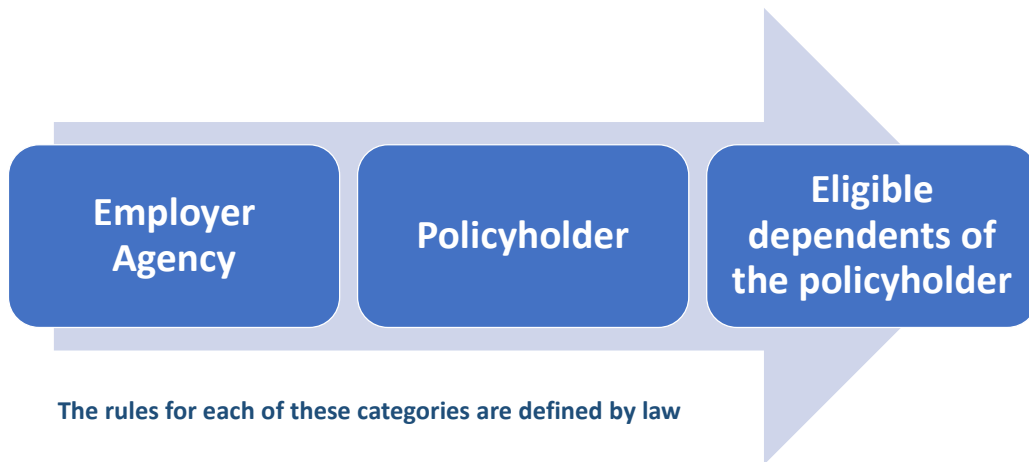 Employer
Agency
Policyholder
Eligible
dependents of
the policyholder
The rules for each of these categories are defined by law